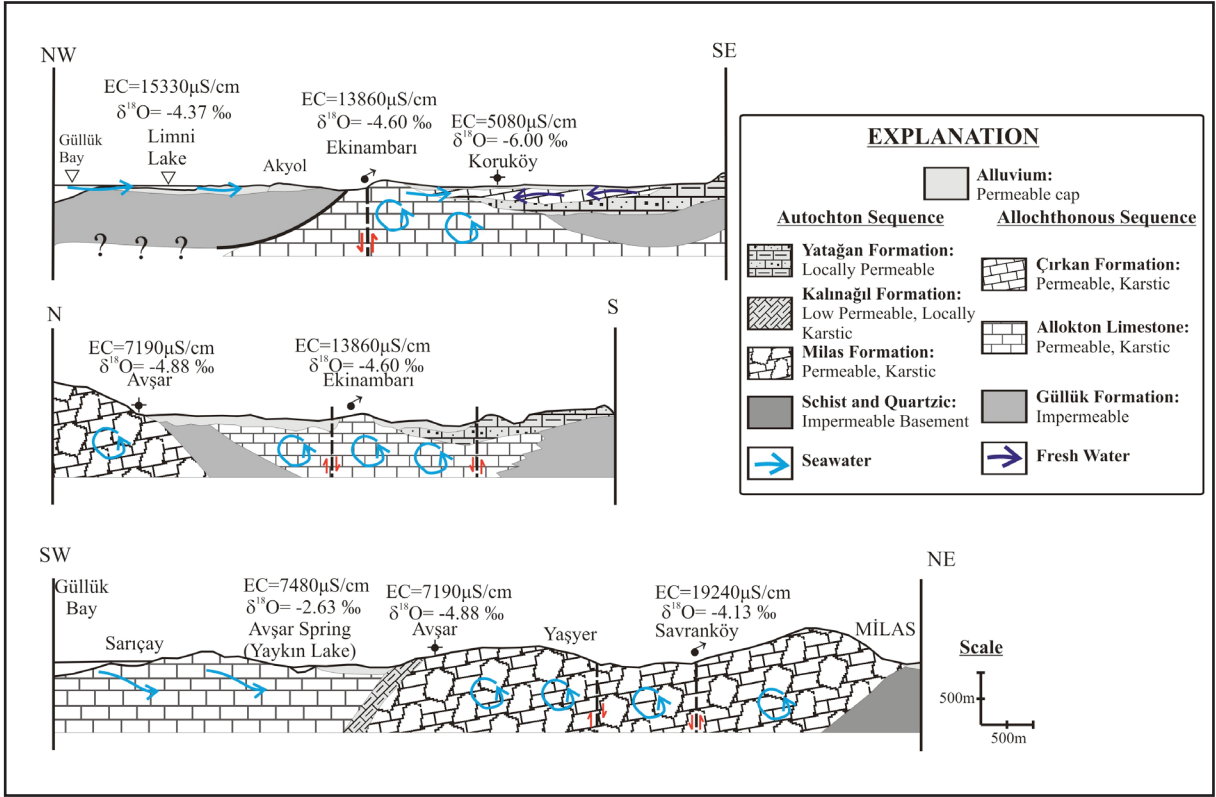 NW
SE
EC=15330µS/cm
δ¹⁸O= -4.37 ‰
Limni
Lake
Güllük
Bay
Akyol
EC=13860µS/cm
δ¹⁸O= -4.60 ‰
Ekinambarı
EC=5080µS/cm
δ¹⁸O= -6.00 ‰
Koruköy
? ? ?
N
S
EC=7190µS/cm
δ¹⁸O= -4.88 ‰
Avşar
EC=13860µS/cm
δ¹⁸O= -4.60 ‰
Ekinambarı
SW
NE
Güllük
Bay
Sarıçay
EC=7480µS/cm
δ¹⁸O= -2.63 ‰
Avşar Spring
(Yaykın Lake)
EC=7190µS/cm
δ¹⁸O= -4.88 ‰
Avşar
Yaşyer
EC=19240µS/cm
δ¹⁸O= -4.13 ‰
Savranköy
MİLAS
EXPLANATION
Alluvium:
Permeable cap
Autochton Sequence
Yatağan Formation:
Locally Permeable
Kalınağıl Formation:
Low Permeable, Locally
Karstic
Milas Formation:
Permeable, Karstic
Schist and Quartzic:
Impermeable Basement
Seawater
Allochthonous Sequence
Çırkan Formation:
Permeable, Karstic
Allokton Limestone:
Permeable, Karstic
Güllük Formation:
Impermeable
Fresh Water
Scale
500m
500m